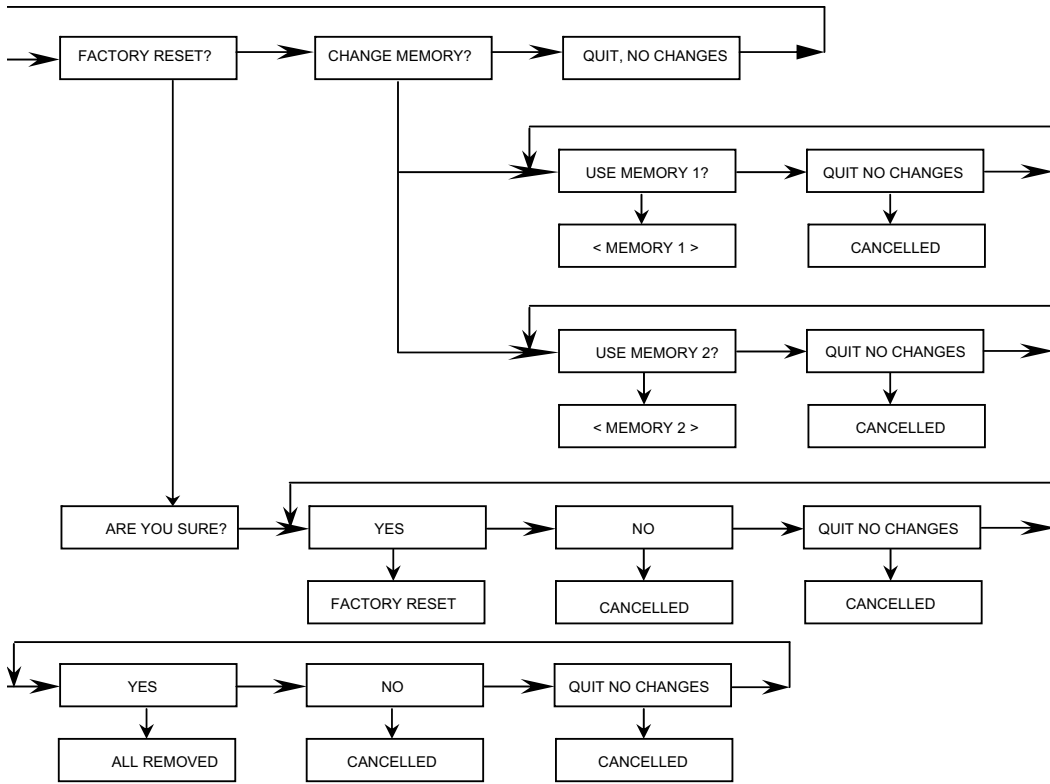 FACTORY RESET?
CHANGE MEMORY?
QUIT, NO CHANGES
USE MEMORY 1?
QUIT NO CHANGES
< MEMORY 1 >
CANCELLED
USE MEMORY 2?
QUIT NO CHANGES
< MEMORY 2 >
CANCELLED
ARE YOU SURE?
YES
NO
QUIT NO CHANGES
FACTORY RESET
CANCELLED
CANCELLED
YES
NO
QUIT NO CHANGES
ALL REMOVED
CANCELLED
CANCELLED